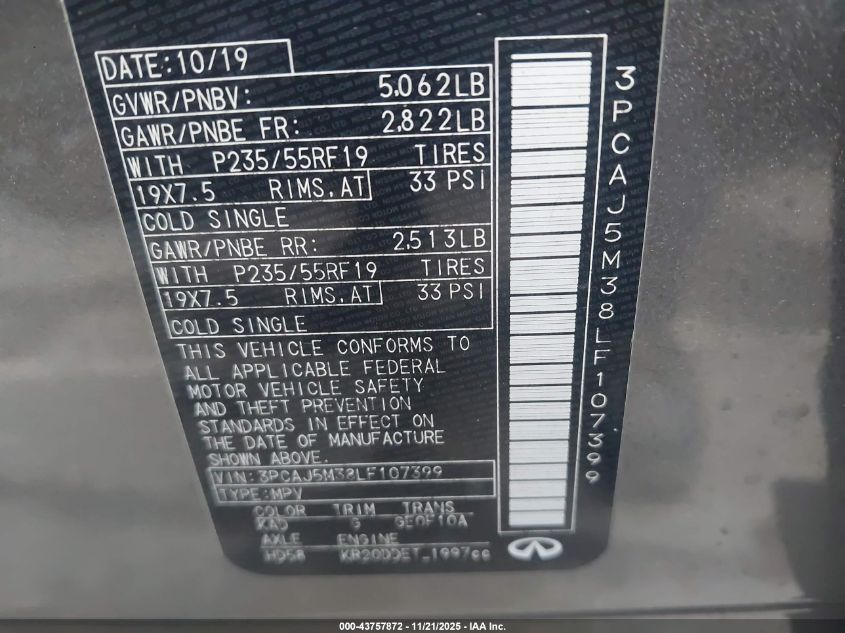 DATE:10/19
GVWR/PNBV: 5,062LB
GAWR/PNBE FR: 2,822LB
WITH P235/55RF19 TIRES
19X7.5 RIMS,AT 33 PSI
COLD SINGLE
GAWR/PNBE RR: 2,513LB
WITH P235/55RF19 TIRES
19X7.5 RIMS,AT 33 PSI
COLD SINGLE
THIS VEHICLE CONFORMS TO
ALL APPLICABLE FEDERAL
MOTOR VEHICLE SAFETY
AND THEFT PREVENTION
STANDARDS IN EFFECT ON
THE DATE OF MANUFACTURE
SHOWN ABOVE.
VIN: 3PCAJ5M38LF107399
TYPE:MPV
COLOR TRIM TRANS
KAD G
AXLE ENGINE
HD58 KR20DDET 1997cc
3PCAJ5M38LF107399
000-43757872 - 11/21/2025 - IAA Inc.